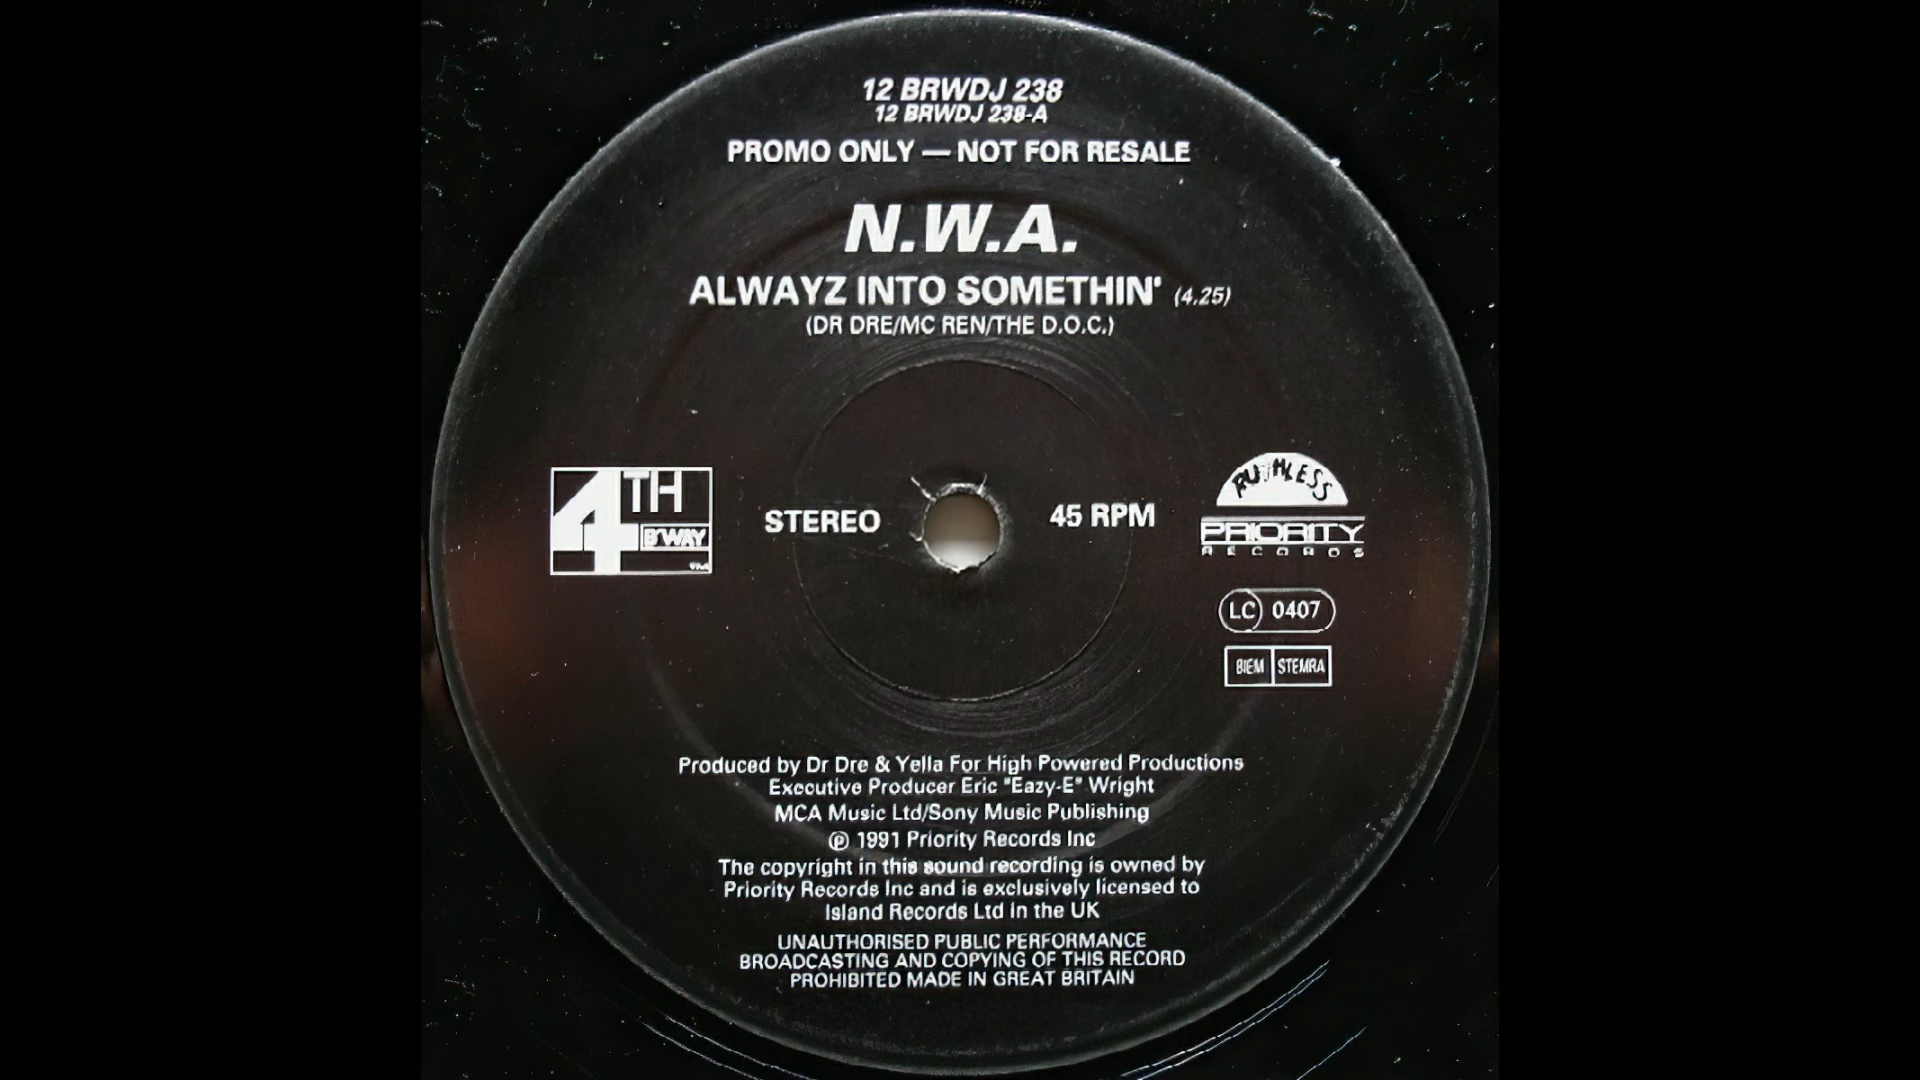 12 BRWDJ 238
12 BRWDJ 238-A
PROMO ONLY — NOT FOR RESALE
N.W.A.
ALWAYZ INTO SOMETHIN' (4.25)
(DR DRE/MC REN/THE D.O.C.)
4TH
B'WAY
TM
STEREO
45 RPM
RUTHLESS
PRIORITY
RECORDS
LC 0407
BIEM STEMRA
Produced by Dr Dre & Yella For High Powered Productions
Executive Producer Eric "Eazy-E" Wright
MCA Music Ltd/Sony Music Publishing
℗ 1991 Priority Records Inc
The copyright in this sound recording is owned by
Priority Records Inc and is exclusively licensed to
Island Records Ltd in the UK
UNAUTHORISED PUBLIC PERFORMANCE
BROADCASTING AND COPYING OF THIS RECORD
PROHIBITED MADE IN GREAT BRITAIN